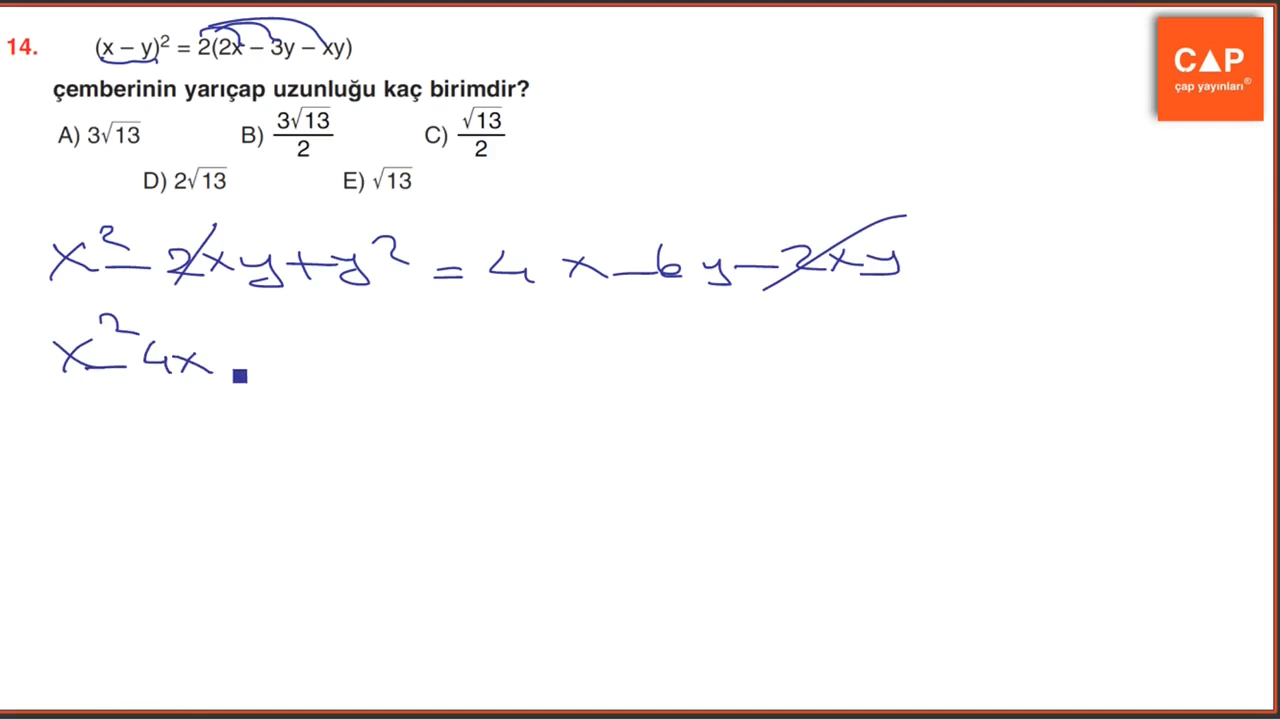 14. (x – y)² = 2(2x – 3y – xy)
çemberinin yarıçap uzunluğu kaç birimdir?
A) 3√13 B) 3√13/2 C) √13/2
D) 2√13 E) √13
x² - 2xy + y² = 4x - 6y - 2xy
x² - 4x
ÇAP
çap yayınları®